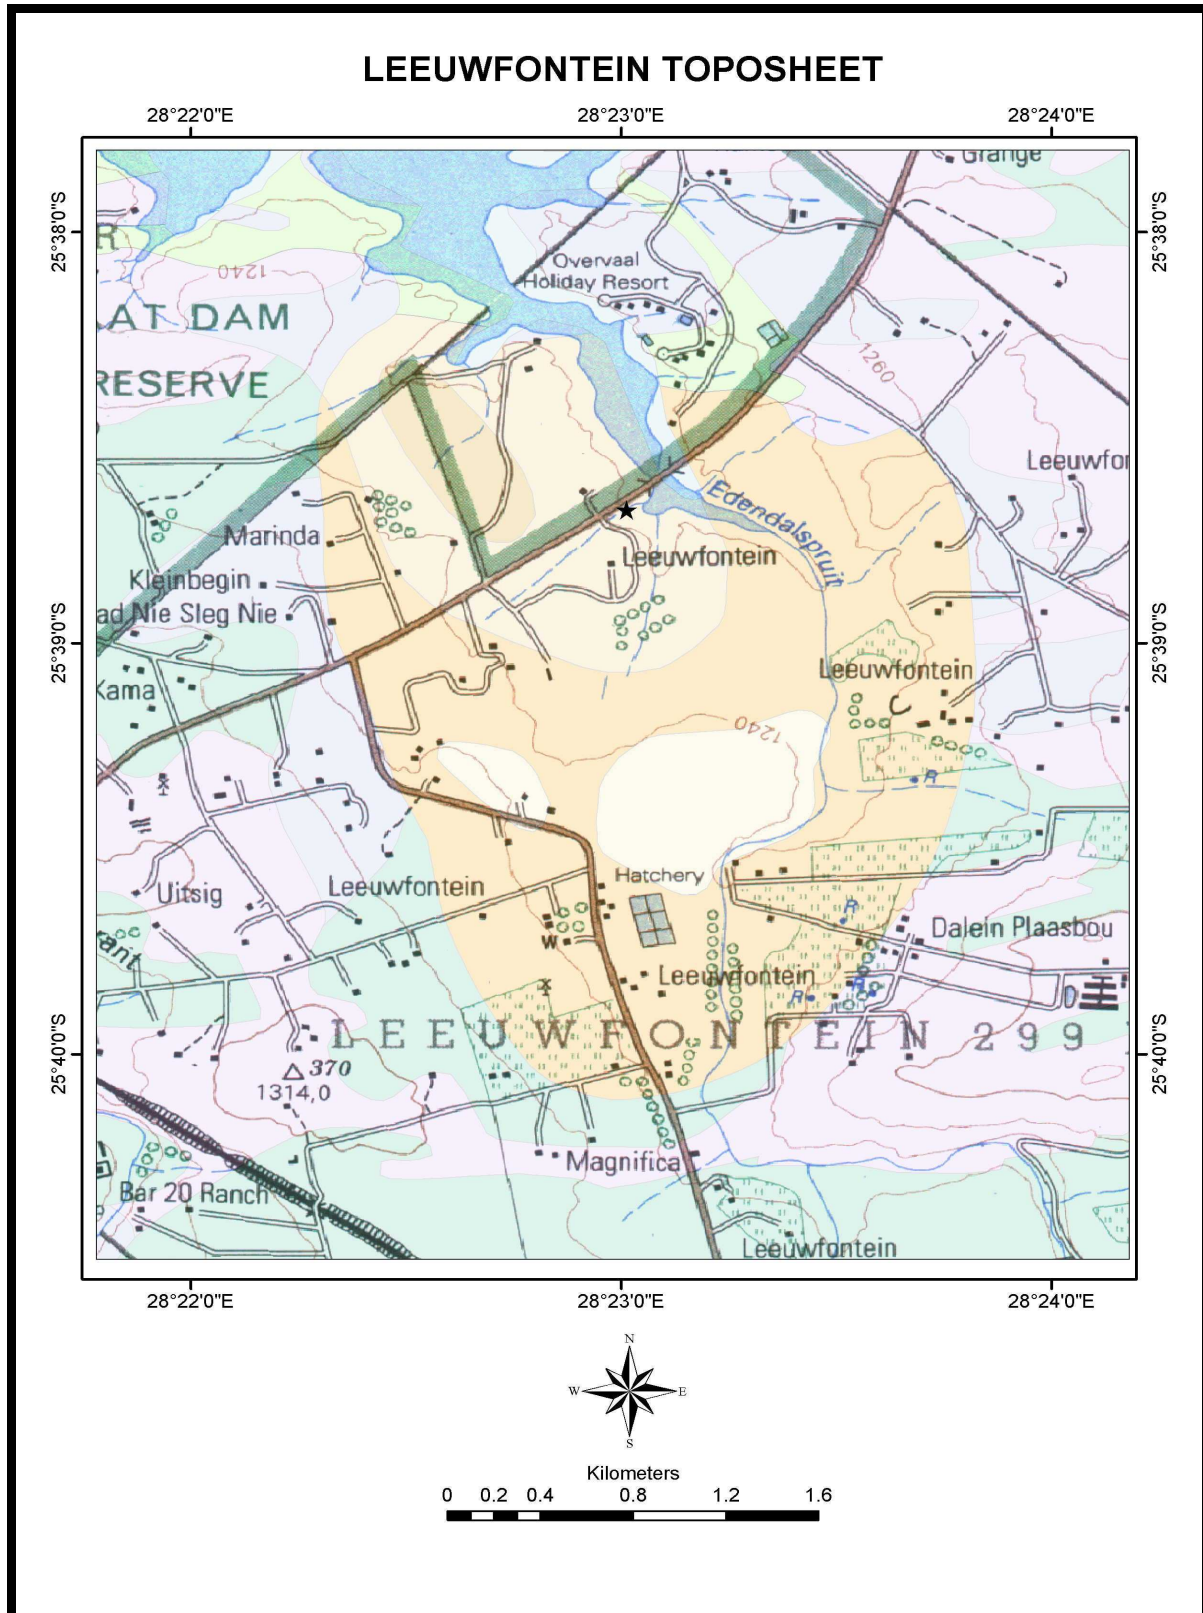 LEEUWFONTEIN TOPOSHEET
28°22'0"E 28°23'0"E 28°24'0"E
Grange
25°38'0"S
25°38'0"S
R
1240
Overvaal
Holiday Resort
AT DAM
RESERVE
1260
Leeuwfor
Edendalspruit
Marinda
Leeuwfontein
Kleinbegin
ad Nie Sleg Nie
25°39'0"S
25°39'0"S
Kama
Leeuwfontein
1240
R
Uitsig
Leeuwfontein
Hatchery
R
Dalein Plaasbou
W
Leeuwfontein
R
R
LEEUWFONTEIN 299
25°40'0"S
25°40'0"S
370
1314,0
Magnifica
Bar 20 Ranch
Leeuwfontein
28°22'0"E 28°23'0"E 28°24'0"E
N
W E
S
Kilometers
0 0.2 0.4 0.8 1.2 1.6